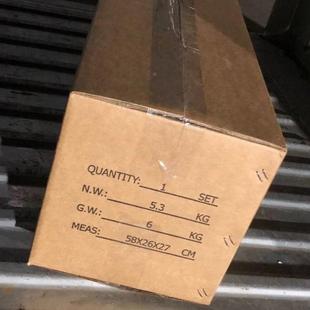 QUANTITY: 1 SET
N.W.: 5.3 KG
G.W.: 6 KG
MEAS: 58X26X27 CM